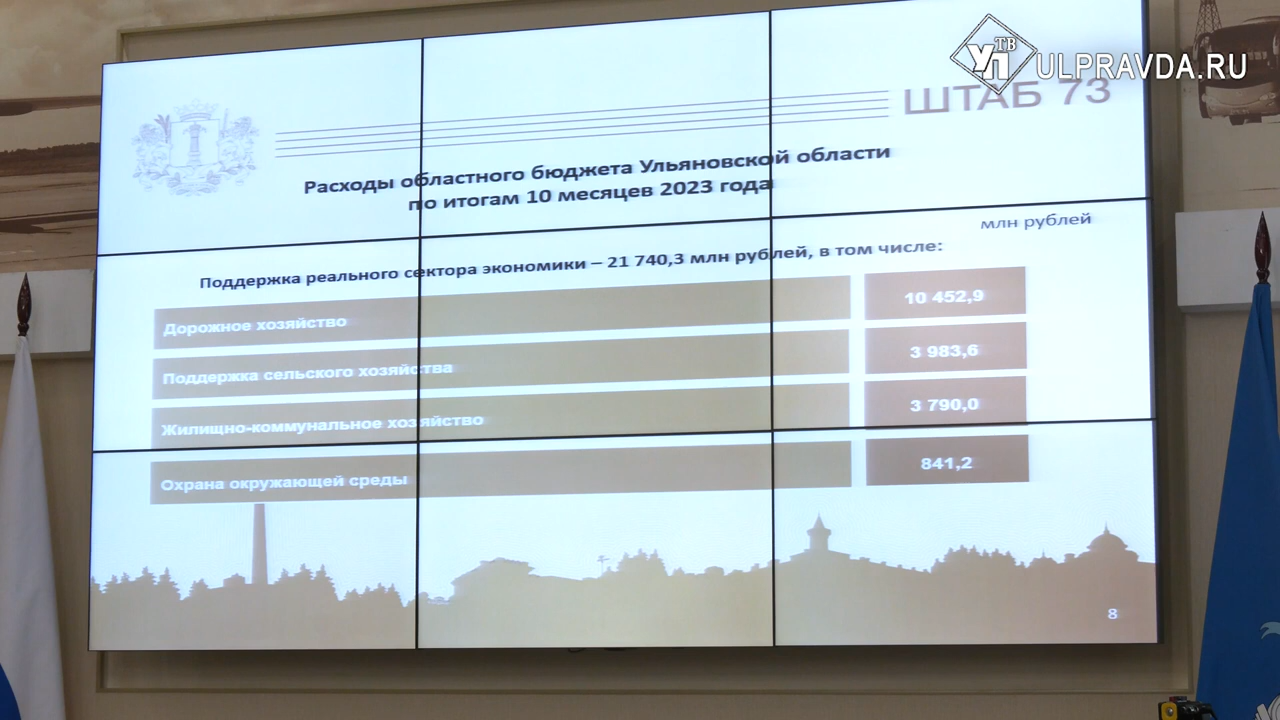 УП ТВ ULPRAVDA.RU
ШТАБ 73
Расходы областного бюджета Ульяновской области
по итогам 10 месяцев 2023 года
млн рублей
Поддержка реального сектора экономики – 21 740,3 млн рублей, в том числе:
Дорожное хозяйство 10 452,9
Поддержка сельского хозяйства 3 983,6
Жилищно-коммунальное хозяйство 3 790,0
Охрана окружающей среды 841,2
8